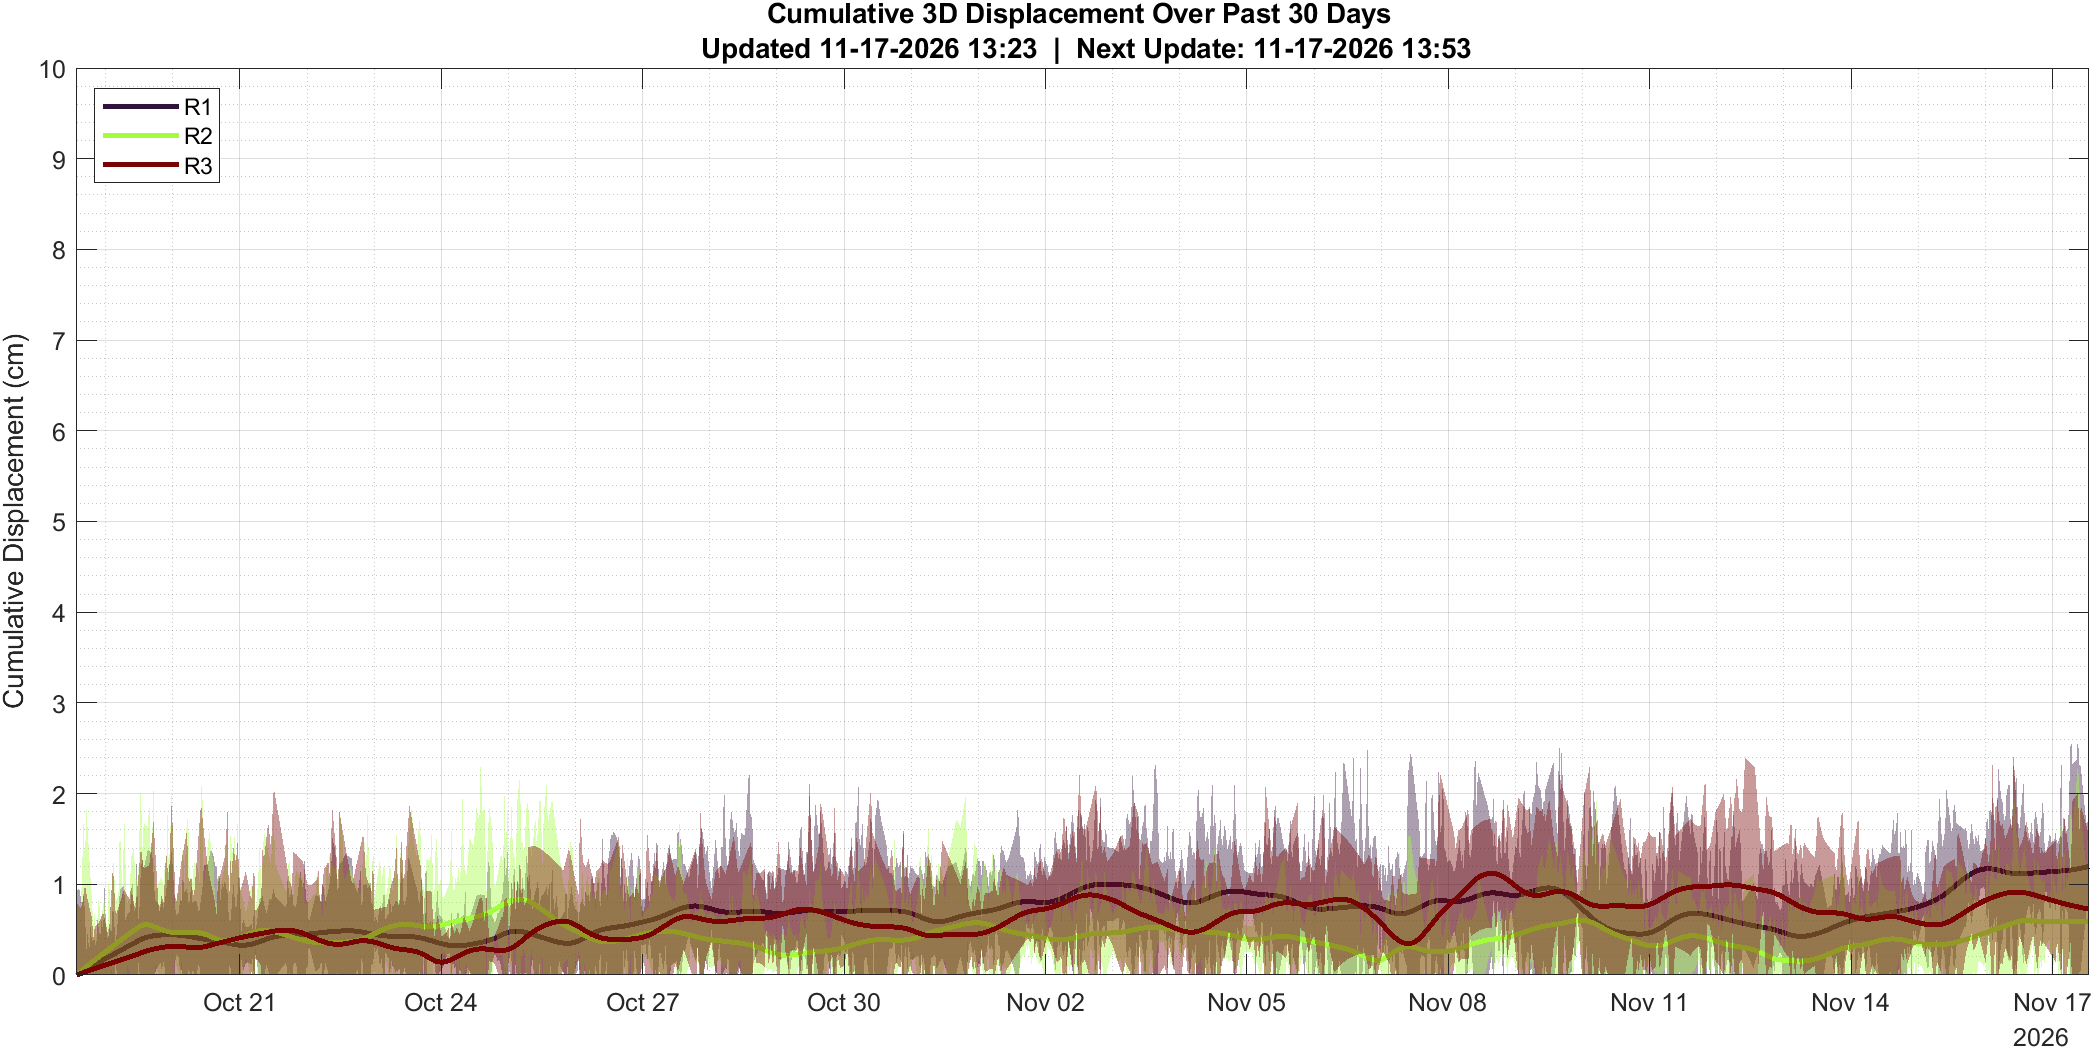 Cumulative 3D Displacement Over Past 30 Days
Updated 11-17-2026 13:23 | Next Update: 11-17-2026 13:53
10
9
8
7
6
5
4
3
2
1
0
Cumulative Displacement (cm)
R1
R2
R3
Oct 21
Oct 24
Oct 27
Oct 30
Nov 02
Nov 05
Nov 08
Nov 11
Nov 14
Nov 17
2026